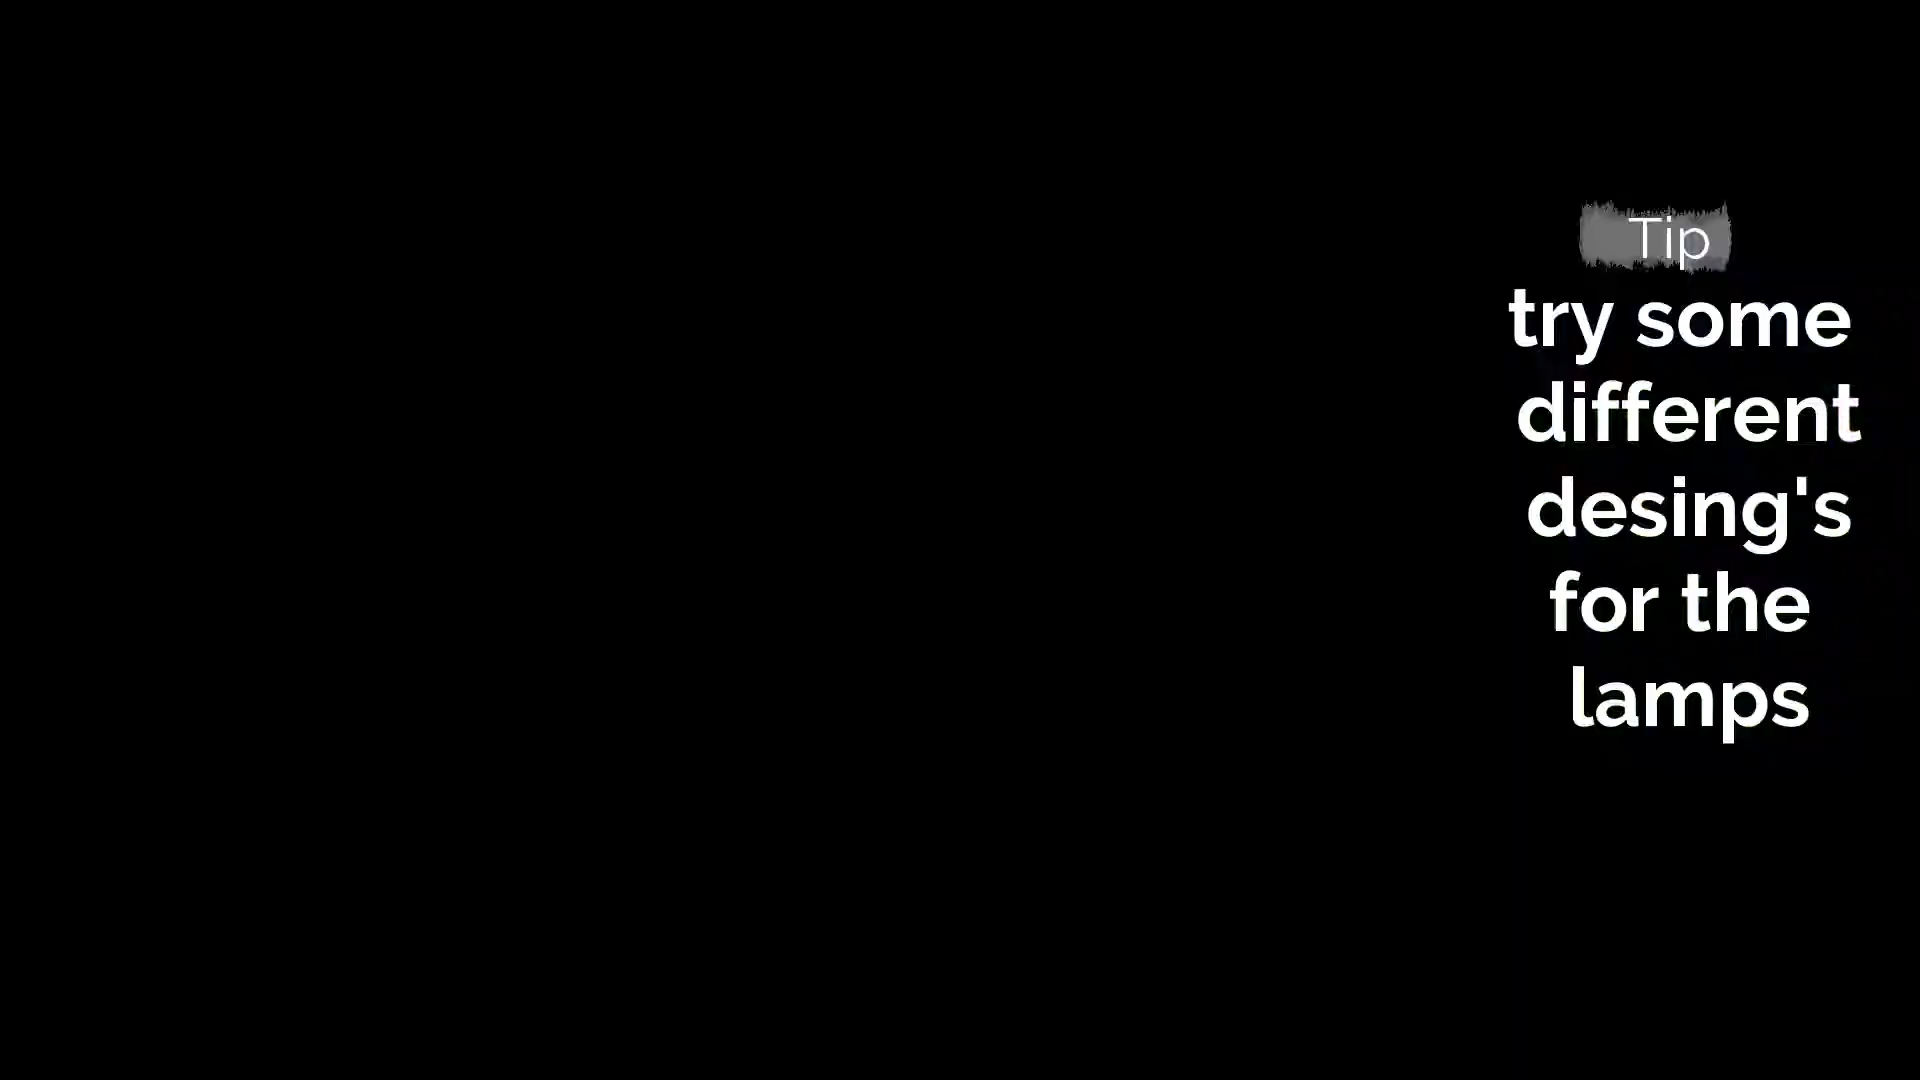 Tip
try some
different
desing's
for the
lamps